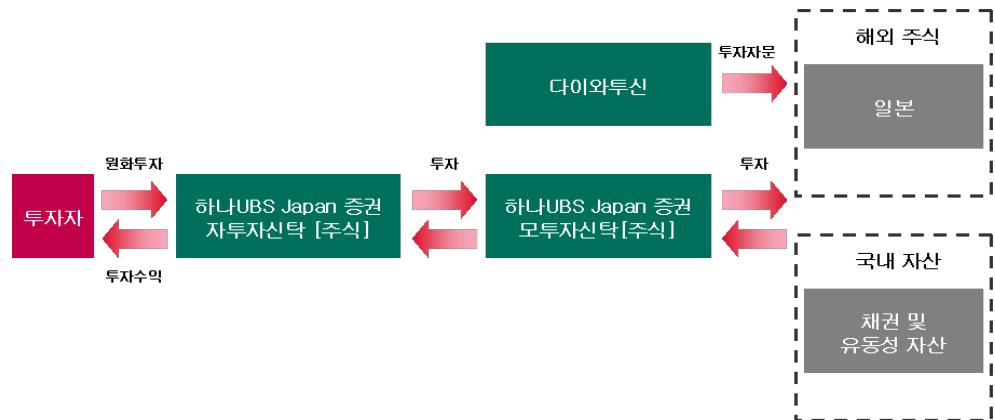 해외 주식
투자자문
다이와투신
일본
원화투자
투자
투자
투자자
하나UBS Japan 증권
자투자신탁 [주식]
하나UBS Japan 증권
모투자신탁[주식]
투자수익
국내 자산
채권 및
유동성 자산